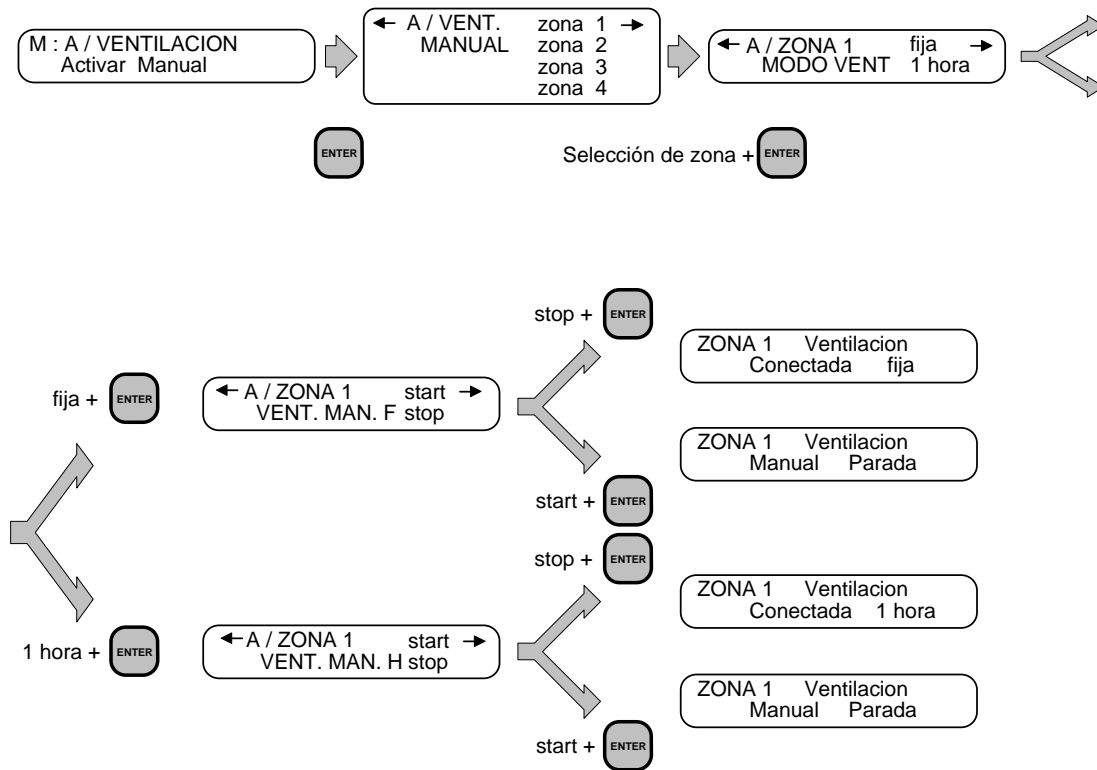 M : A / VENTILACION
Activar Manual
← A / VENT. zona 1 →
MANUAL zona 2
zona 3
zona 4
← A / ZONA 1 fija →
MODO VENT 1 hora
ENTER
Selección de zona + ENTER
stop + ENTER
ZONA 1 Ventilacion
Conectada fija
fija + ENTER
← A / ZONA 1 start →
VENT. MAN. F stop
ZONA 1 Ventilacion
Manual Parada
start + ENTER
stop + ENTER
ZONA 1 Ventilacion
Conectada 1 hora
1 hora + ENTER
← A / ZONA 1 start →
VENT. MAN. H stop
ZONA 1 Ventilacion
Manual Parada
start + ENTER